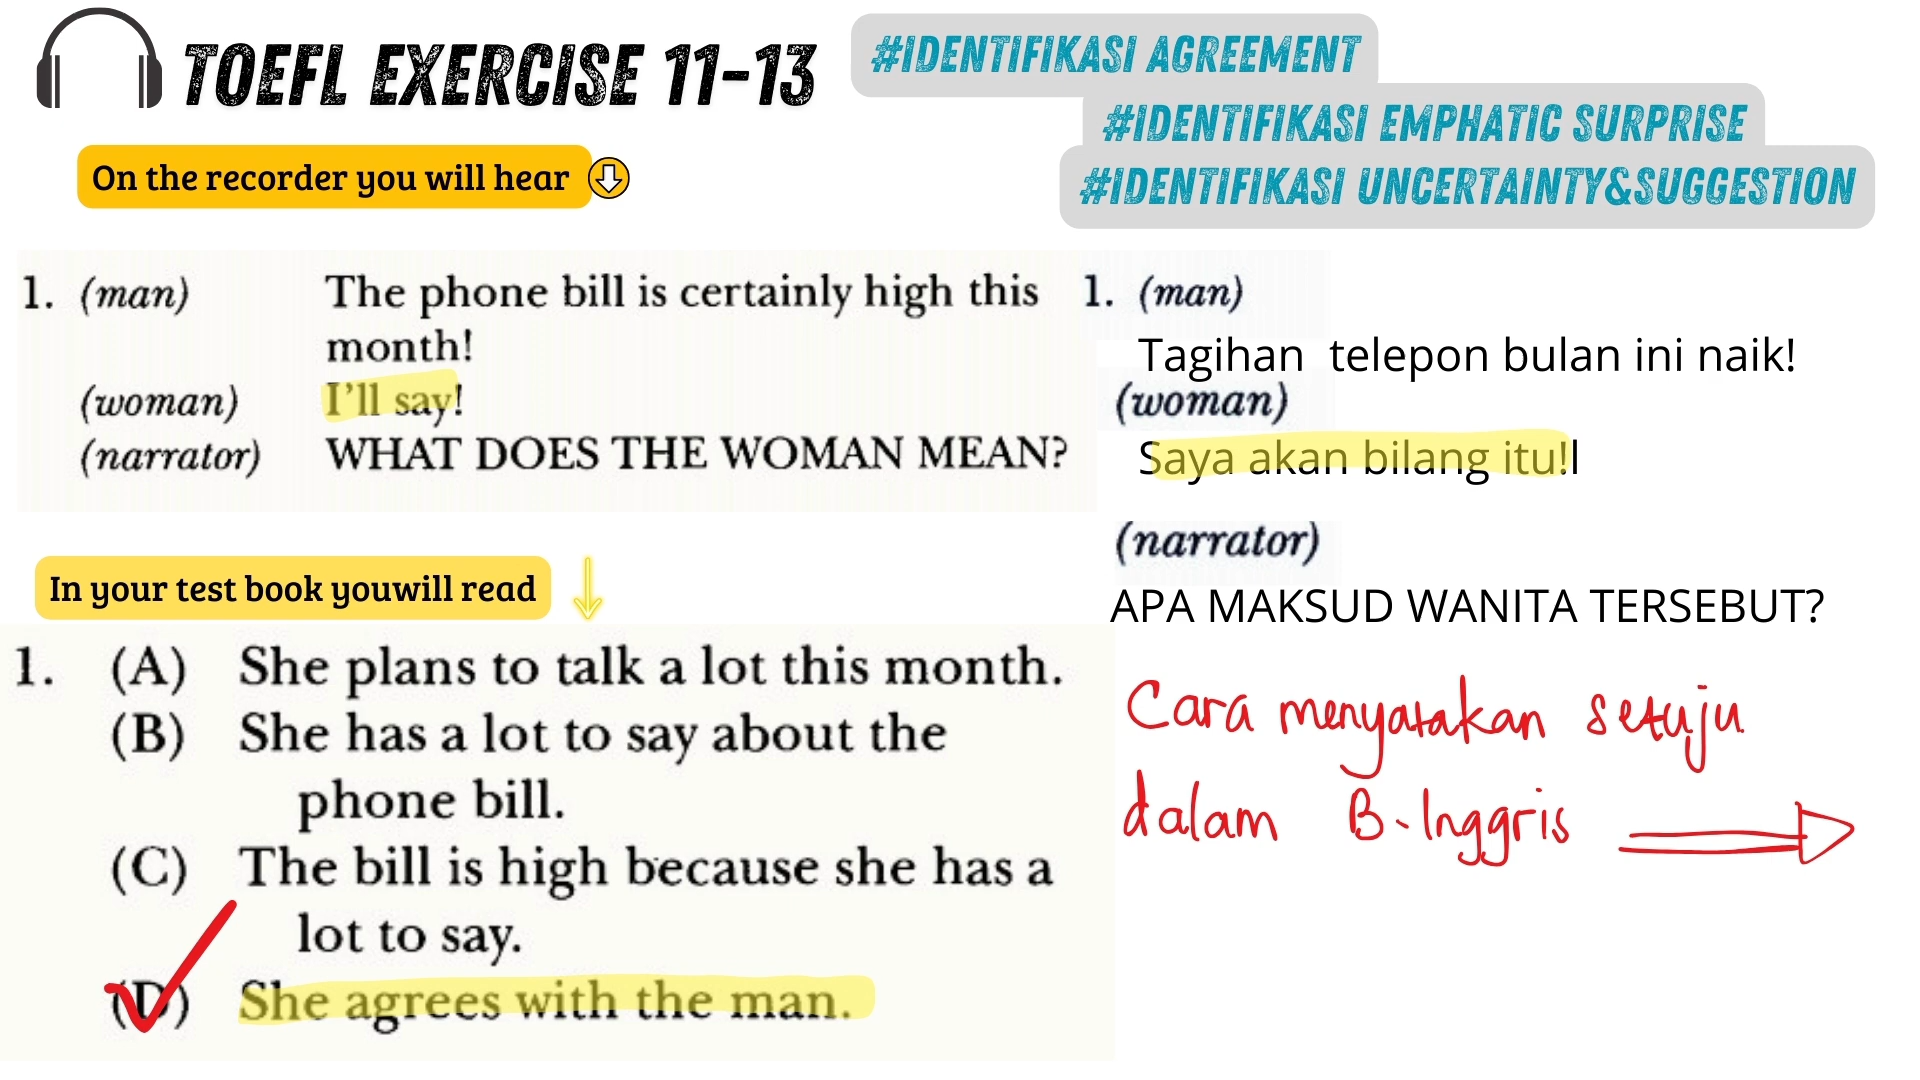 TOEFL EXERCISE 11-13
#IDENTIFIKASI AGREEMENT
#IDENTIFIKASI EMPHATIC SURPRISE
#IDENTIFIKASI UNCERTAINTY&SUGGESTION
On the recorder you will hear
1. (man) The phone bill is certainly high this
month!
(woman) I'll say!
(narrator) WHAT DOES THE WOMAN MEAN?
1. (man)
Tagihan telepon bulan ini naik!
(woman)
Saya akan bilang itu!l
(narrator)
APA MAKSUD WANITA TERSEBUT?
In your test book youwill read
1. (A) She plans to talk a lot this month.
(B) She has a lot to say about the
phone bill.
(C) The bill is high because she has a
lot to say.
(D) She agrees with the man.
Cara menyatakan setuju
dalam B-Inggris